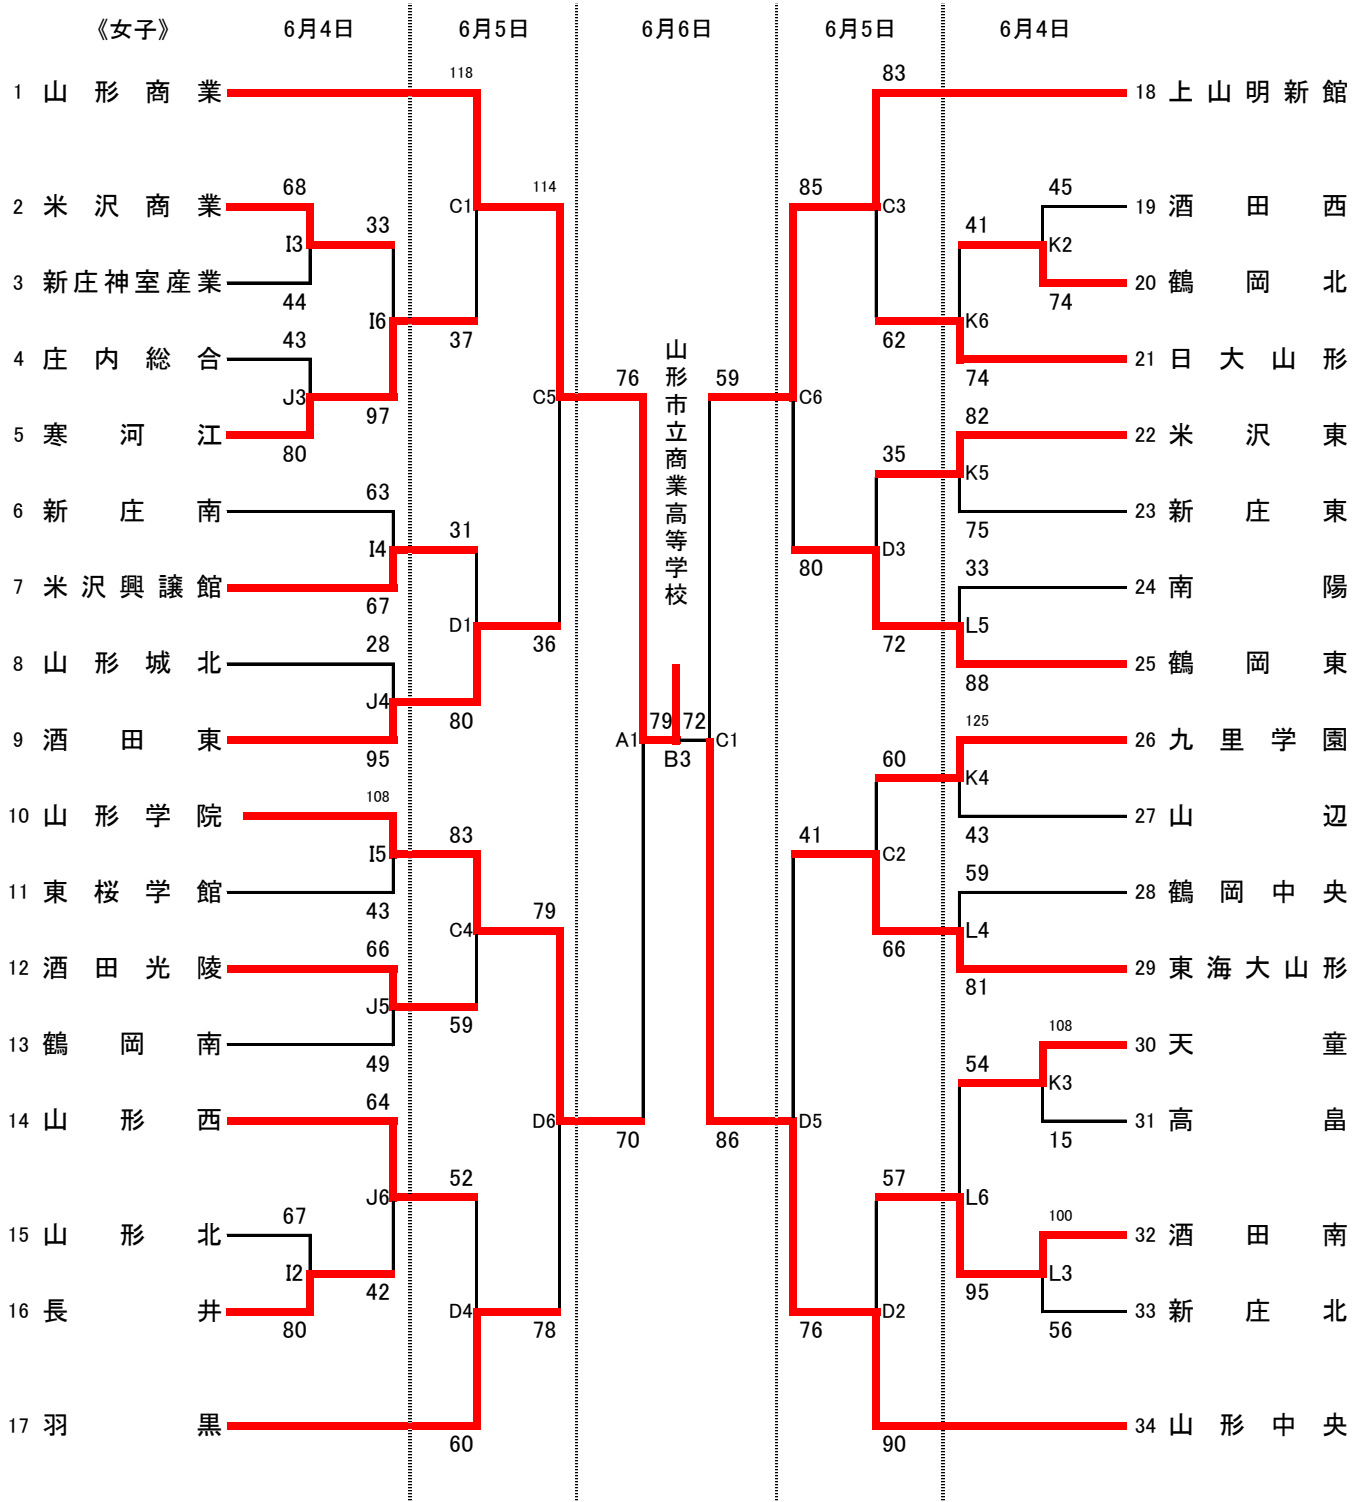 《女子》 6月4日 6月5日 6月6日 6月5日 6月4日
118 83
1 山形商業 18 上山明新館
68 114 85 45
2 米沢商業 C1 C3 19 酒田西
33 41
I3 K2
3 新庄神室産業 20 鶴岡北
44 74
I6 K6
43 37 62
4 庄内総合 21 日大山形
76 59 74
J3 C5 C6
97 82
5 寒河江 22 米沢東
80 35
K5
63
6 新庄南 23 新庄東
31 75
I4 D3
80 33
7 米沢興譲館 24 南陽
67
D1 L5
28 36 72
8 山形城北 25 鶴岡東
88
J4
80 125
9 酒田東 26 九里学園
山形市立商業高等学校
A1 79 72 C1
B3
95 60
K4
108
10 山形学院 27 山辺
83 41 43
I5 C2
59
11 東桜学館 28 鶴岡中央
43 79
C4 L4
66 66
12 酒田光陵 29 東海大山形
81
J5
59 108
13 鶴岡南 30 天童
49 54
K3
64
14 山形西 D6 D5 31 高畠
70 86 15
52 57
J6 L6
67 100
15 山形北 32 酒田南
I2 L3
42 95
16 長井 D4 D2 33 新庄北
80 78 76 56
17 羽黒 34 山形中央
60 90